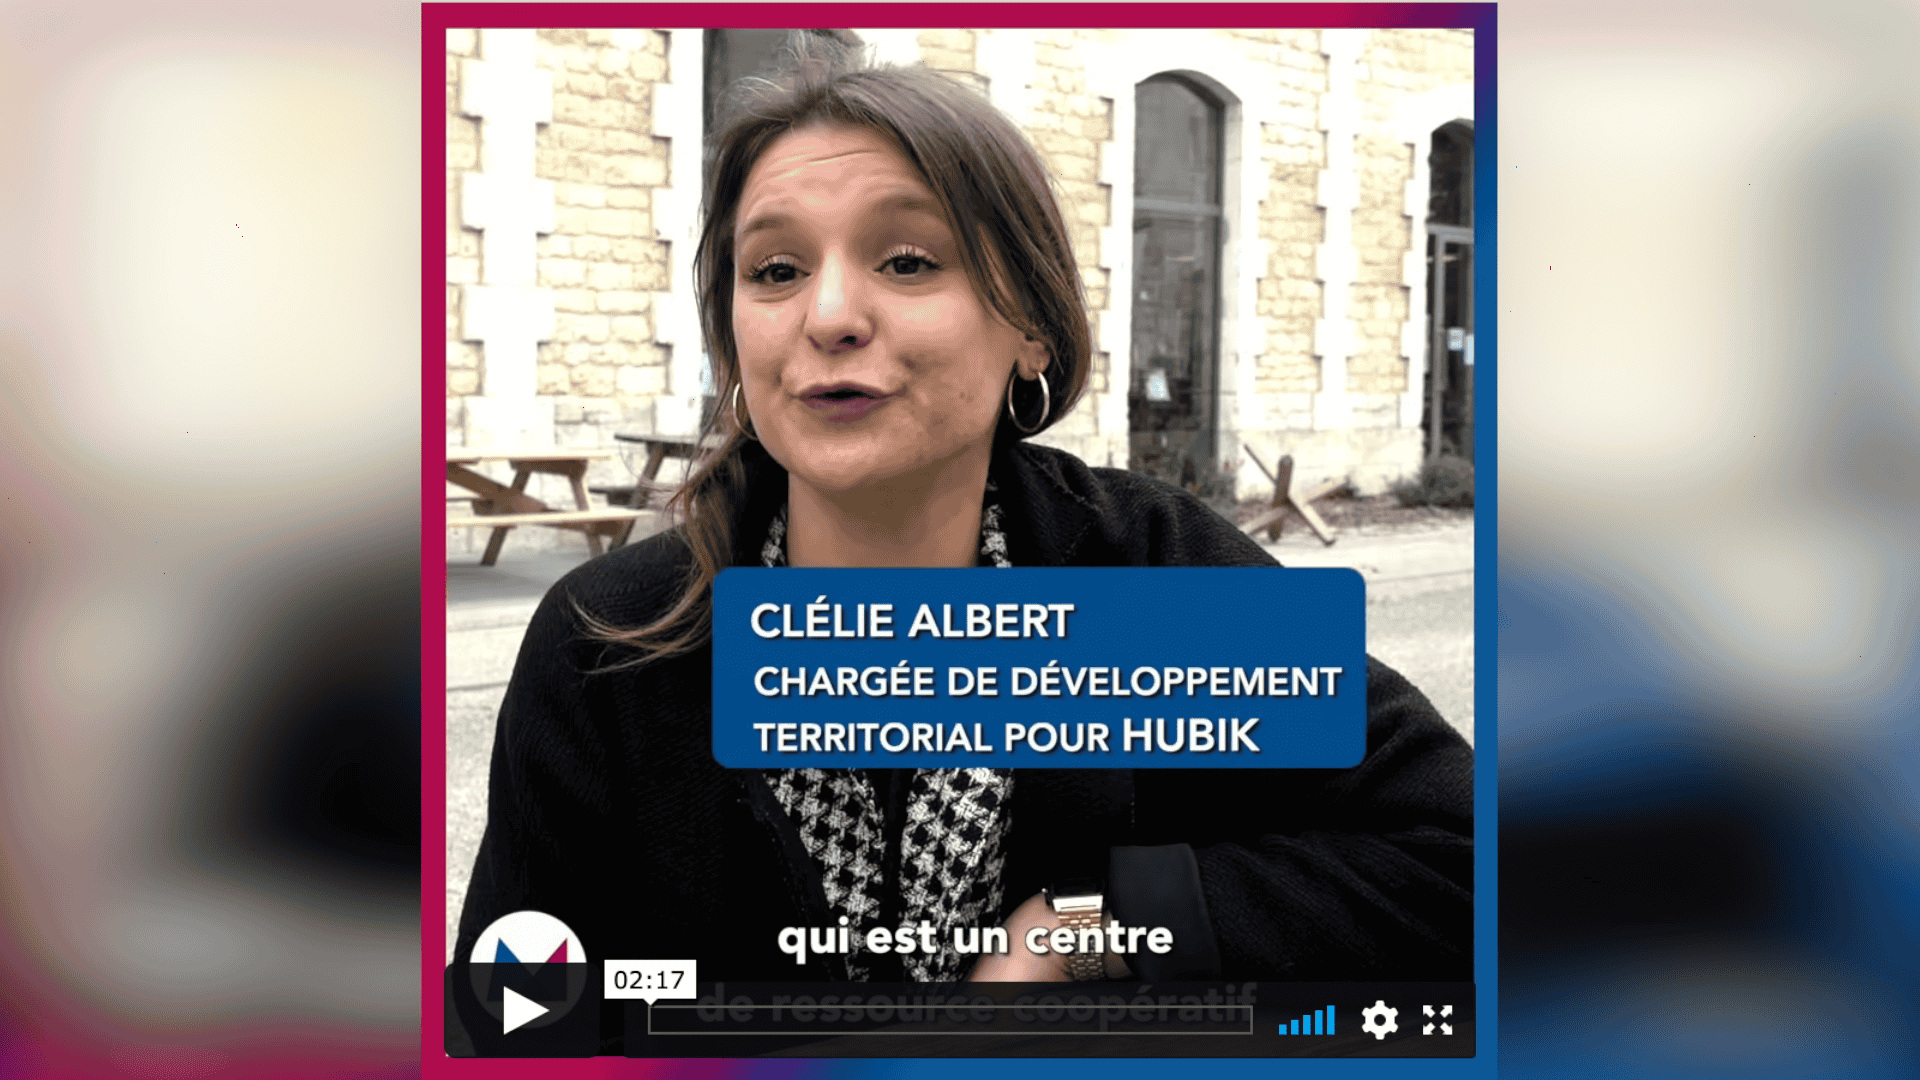 CLÉLIE ALBERT
CHARGÉE DE DÉVELOPPEMENT
TERRITORIAL POUR HUBIK
qui est un centre
02:17
de ressource coopératif